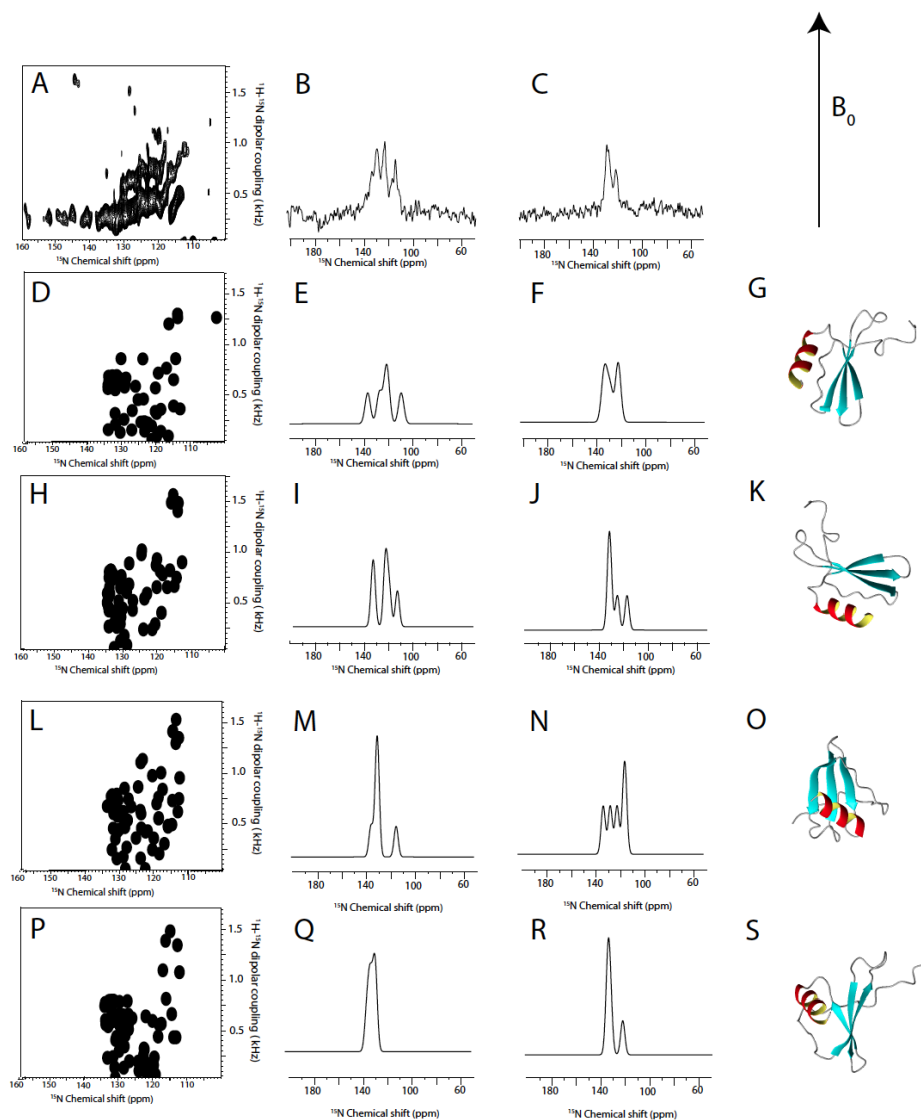 A
B
C
B0
1.5
1.0
0.5
¹H-¹⁵N dipolar coupling (kHz)
160 150 140 130 120 110
¹⁵N Chemical shift (ppm)
180 140 100 60
¹⁵N Chemical shift (ppm)
180 140 100 60
¹⁵N Chemical shift (ppm)
D
E
F
G
1.5
1.0
0.5
¹H-¹⁵N dipolar coupling (kHz)
160 150 140 130 120 110
¹⁵N Chemical shift (ppm)
180 140 100 60
¹⁵N Chemical shift (ppm)
180 140 100 60
¹⁵N Chemical shift (ppm)
H
I
J
K
1.5
1.0
0.5
¹H-¹⁵N dipolar coupling (kHz)
160 150 140 130 120 110
¹⁵N Chemical shift (ppm)
180 140 100 60
¹⁵N Chemical shift (ppm)
180 140 100 60
¹⁵N Chemical shift (ppm)
L
M
N
O
1.5
1.0
0.5
¹H-¹⁵N dipolar coupling (kHz)
160 150 140 130 120 110
¹⁵N Chemical shift (ppm)
180 140 100 60
¹⁵N Chemical shift (ppm)
180 140 100 60
¹⁵N Chemical shift (ppm)
P
Q
R
S
1.5
1.0
0.5
¹H-¹⁵N dipolar coupling (kHz)
160 150 140 130 120 110
¹⁵N Chemical shift (ppm)
180 140 100 60
¹⁵N Chemical shift (ppm)
180 140 100 60
¹⁵N Chemical shift (ppm)